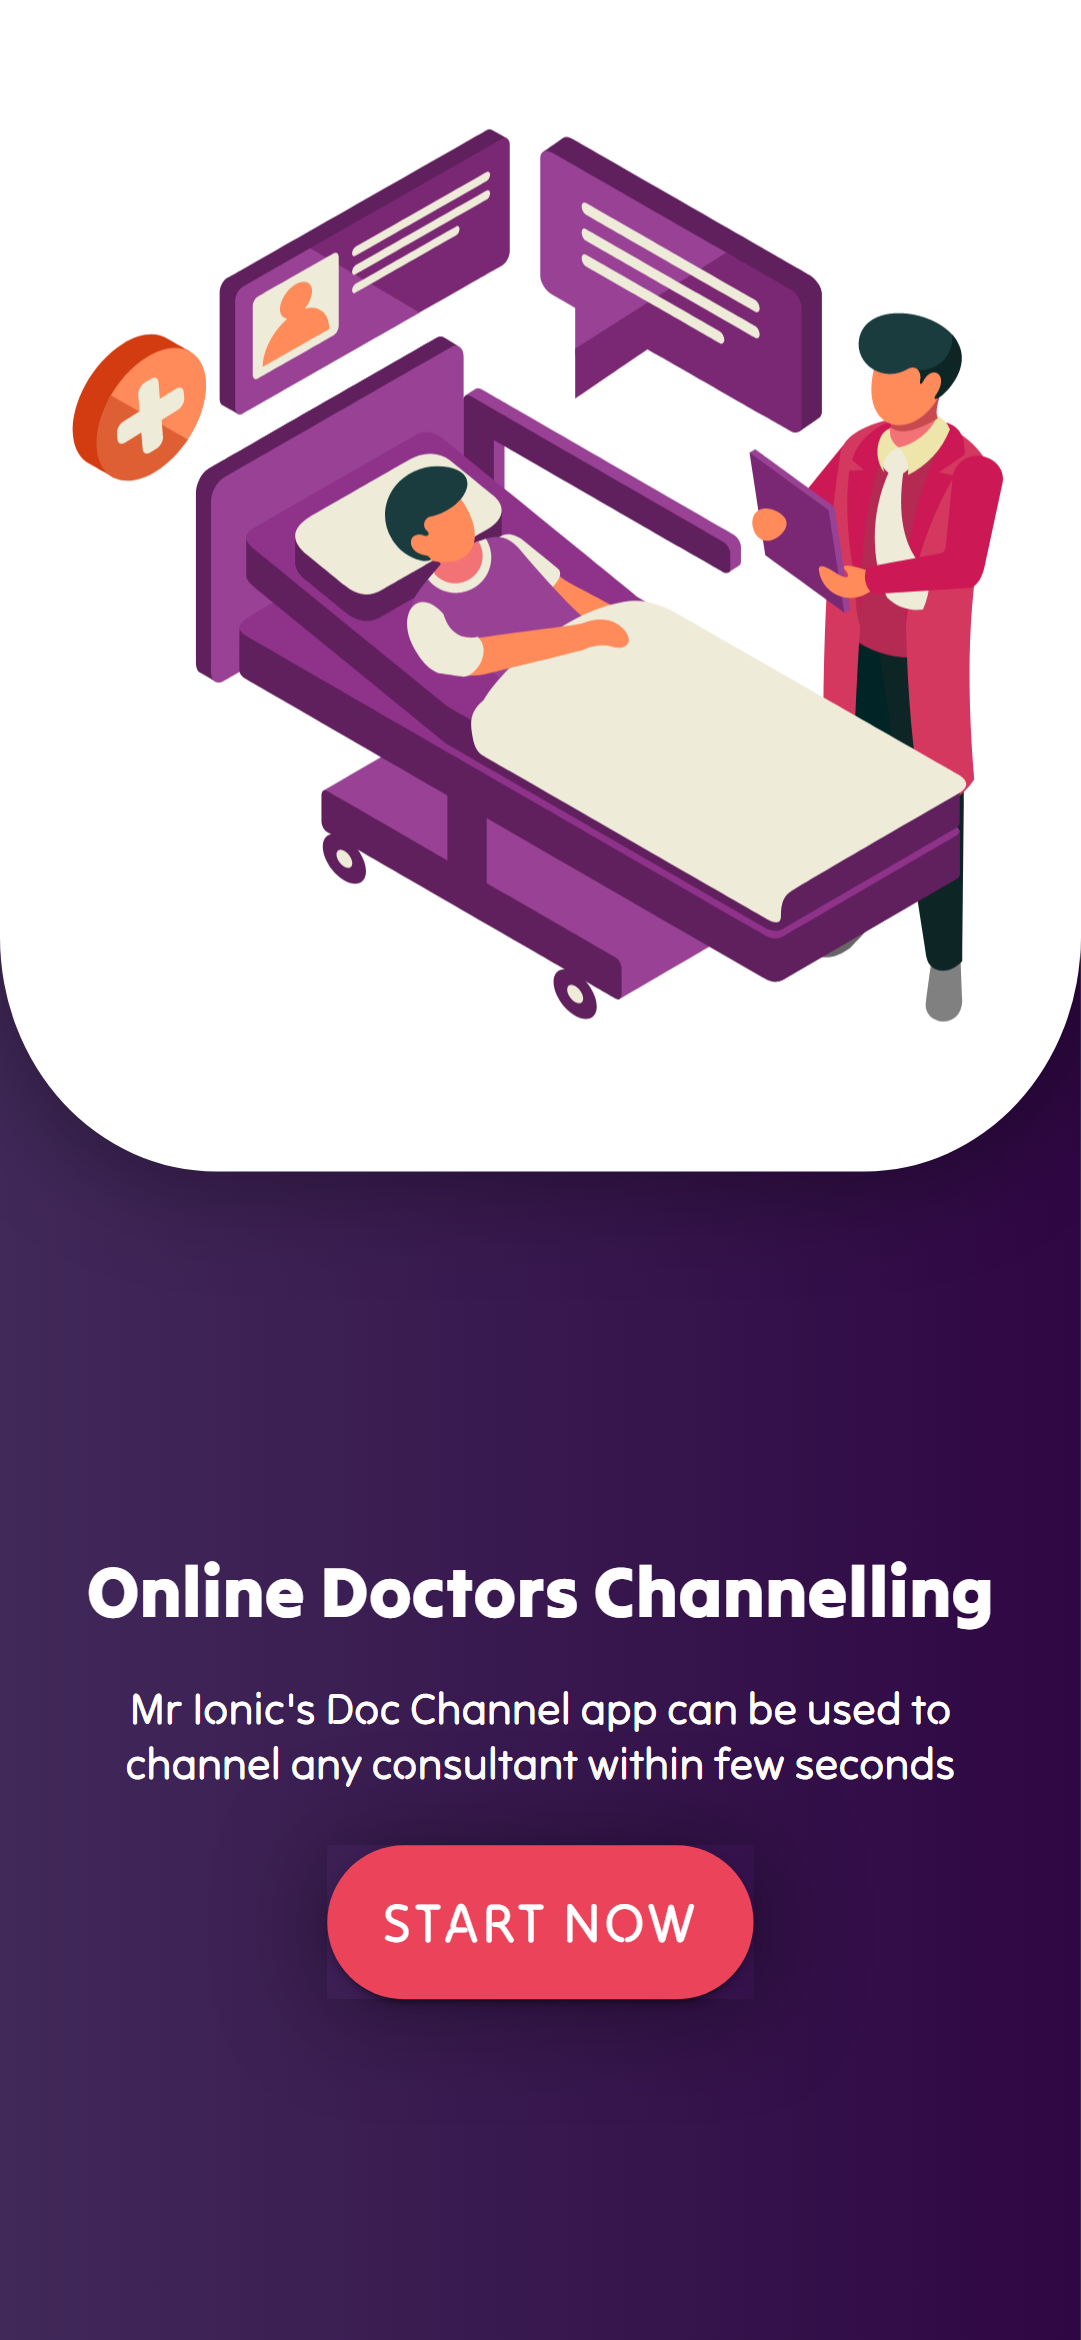 Online Doctors Channelling
Mr Ionic's Doc Channel app can be used to
channel any consultant within few seconds
START NOW